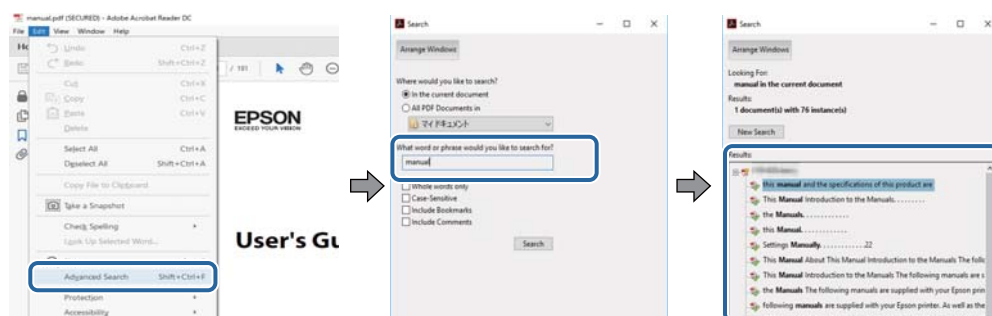 manual.pdf (SECURED) - Adobe Acrobat Reader DC
File Edit View Window Help
Undo Ctrl+Z
Redo Shift+Ctrl+Z
Cut Ctrl+X
Copy Ctrl+C
Paste Ctrl+V
Delete
Select All Ctrl+A
Deselect All Shift+Ctrl+A
Copy File to Clipboard
Take a Snapshot
Check Spelling
Look Up Selected Word...
Advanced Search Shift+Ctrl+F
Protection
Accessibility
/ 181
EPSON
EXCEED YOUR VISION
User's Gu
Search
Arrange Windows
Where would you like to search?
In the current document
All PDF Documents in
マイ ドキュメント
What word or phrase would you like to search for?
manual
Whole words only
Case-Sensitive
Include Bookmarks
Include Comments
Search
Search
Arrange Windows
Looking For:
manual in the current document
Results:
1 document(s) with 76 instance(s)
New Search
Results:
this manual and the specifications of this product are
This Manual Introduction to the Manuals. . . . . . . . .
the Manuals. . . . . . . . . . . . .
this Manual. . . . . . . . . . . . .
Settings Manually. . . . . . . . . . . . .22
This Manual About This Manual Introduction to the Manuals The follo
This Manual Introduction to the Manuals The following manuals are s
the Manuals The following manuals are supplied with your Epson prin
following manuals are supplied with your Epson printer. As well as the